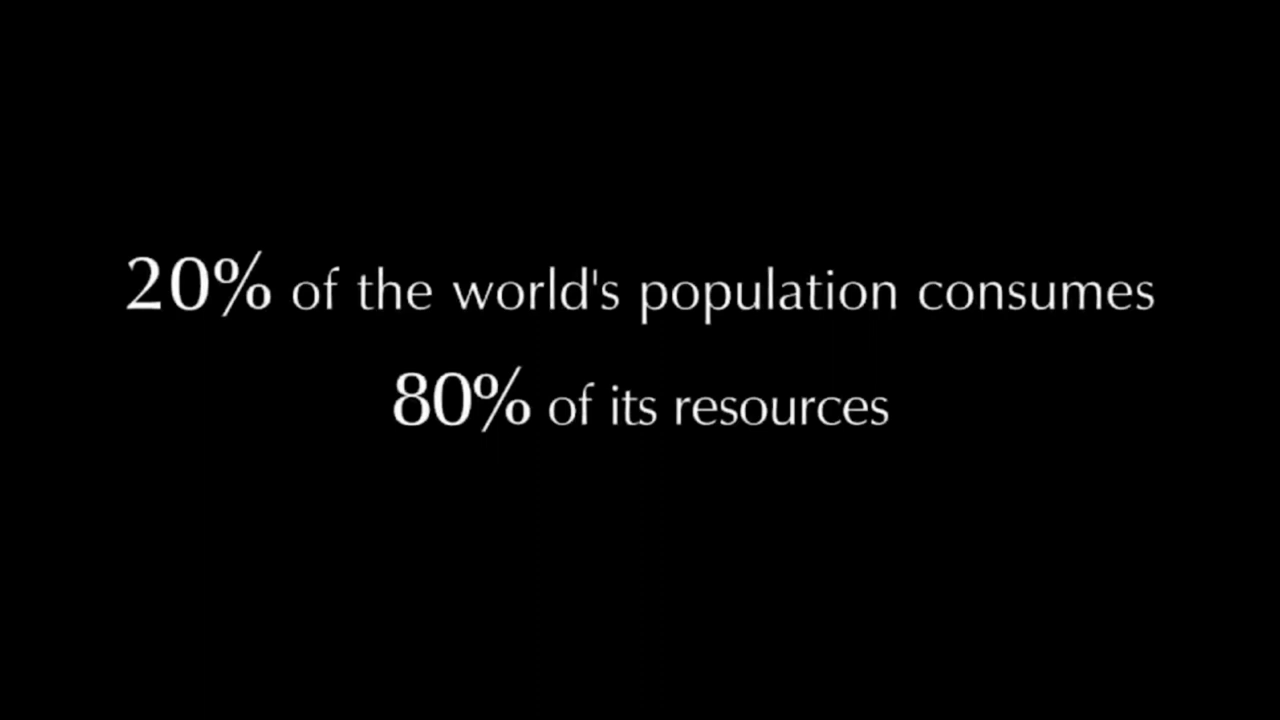 20% of the world's population consumes
80% of its resources